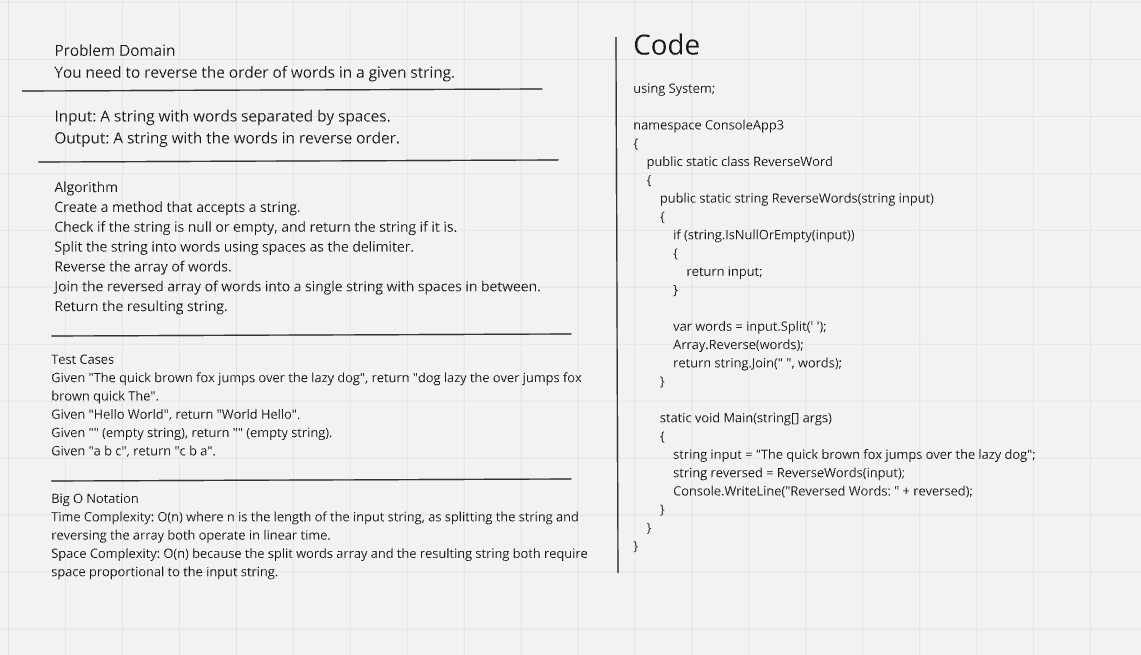 Problem Domain
You need to reverse the order of words in a given string.
Input: A string with words separated by spaces.
Output: A string with the words in reverse order.
Algorithm
Create a method that accepts a string.
Check if the string is null or empty, and return the string if it is.
Split the string into words using spaces as the delimiter.
Reverse the array of words.
Join the reversed array of words into a single string with spaces in between.
Return the resulting string.
Test Cases
Given "The quick brown fox jumps over the lazy dog", return "dog lazy the over jumps fox
brown quick The".
Given "Hello World", return "World Hello".
Given "" (empty string), return "" (empty string).
Given "a b c", return "c b a".
Big O Notation
Time Complexity: O(n) where n is the length of the input string, as splitting the string and
reversing the array both operate in linear time.
Space Complexity: O(n) because the split words array and the resulting string both require
space proportional to the input string.
Code
using System;
namespace ConsoleApp3
{
    public static class ReverseWord
    {
        public static string ReverseWords(string input)
        {
            if (string.IsNullOrEmpty(input))
            {
                return input;
            }
            var words = input.Split(' ');
            Array.Reverse(words);
            return string.Join(" ", words);
        }
        static void Main(string[] args)
        {
            string input = "The quick brown fox jumps over the lazy dog";
            string reversed = ReverseWords(input);
            Console.WriteLine("Reversed Words: " + reversed);
        }
    }
}